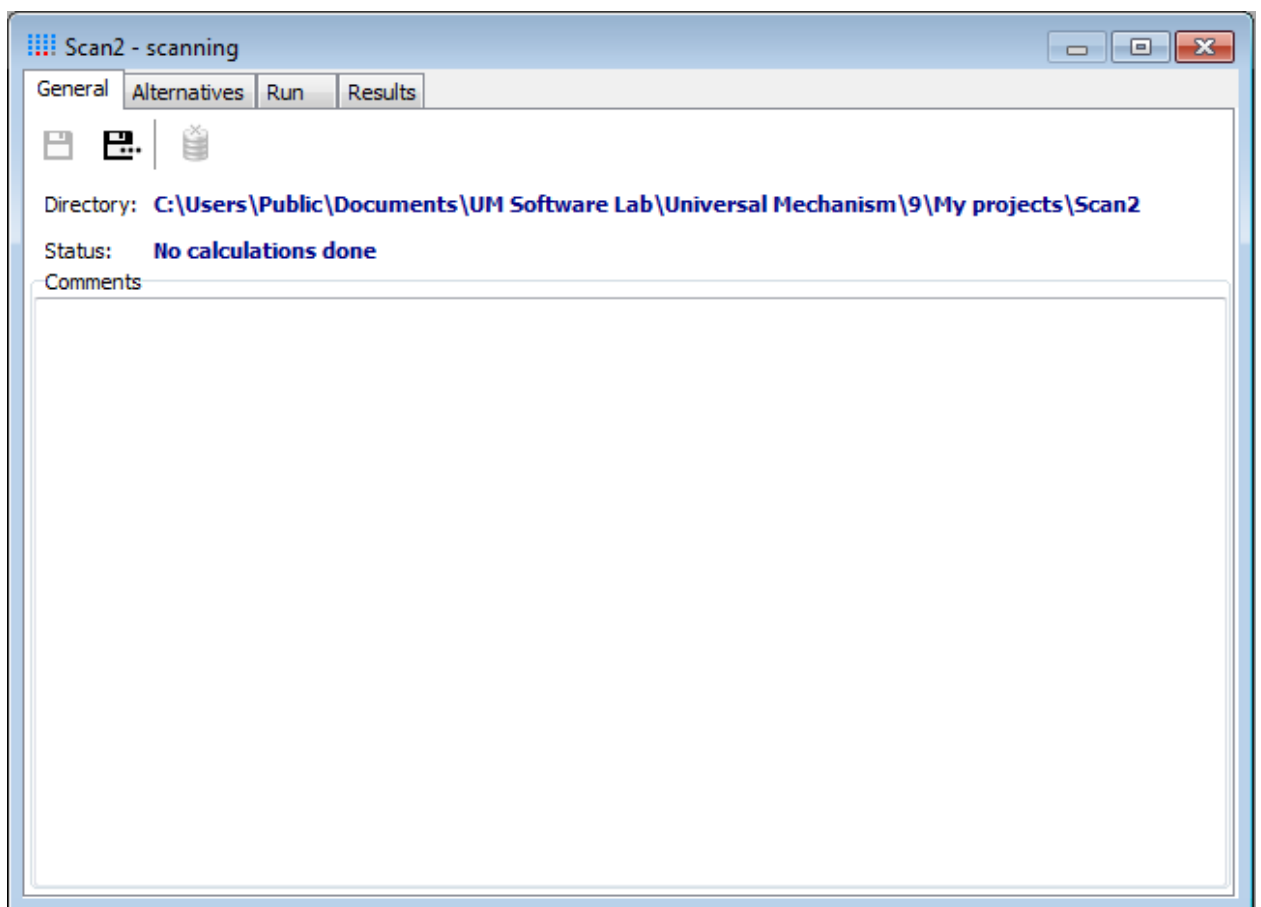 Scan2 - scanning
General Alternatives Run Results
Directory: C:\Users\Public\Documents\UM Software Lab\Universal Mechanism\9\My projects\Scan2
Status: No calculations done
Comments